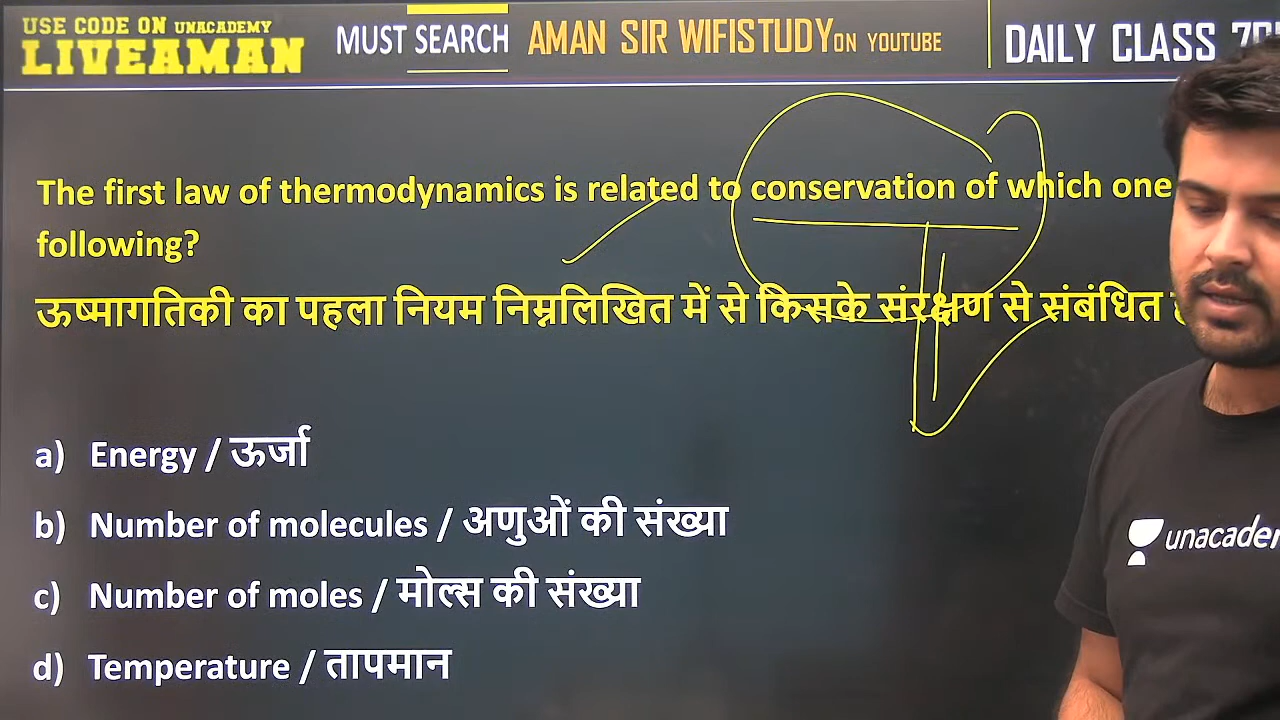 USE CODE ON UNACADEMY
LIVEAMAN
MUST SEARCH
AMAN SIR WIFISTUDY ON YOUTUBE
DAILY CLASS
The first law of thermodynamics is related to conservation of which one
following?
ऊष्मागतिकी का पहला नियम निम्नलिखित में से किसके संरक्षण से संबंधित
a) Energy / ऊर्जा
b) Number of molecules / अणुओं की संख्या
c) Number of moles / मोल्स की संख्या
d) Temperature / तापमान